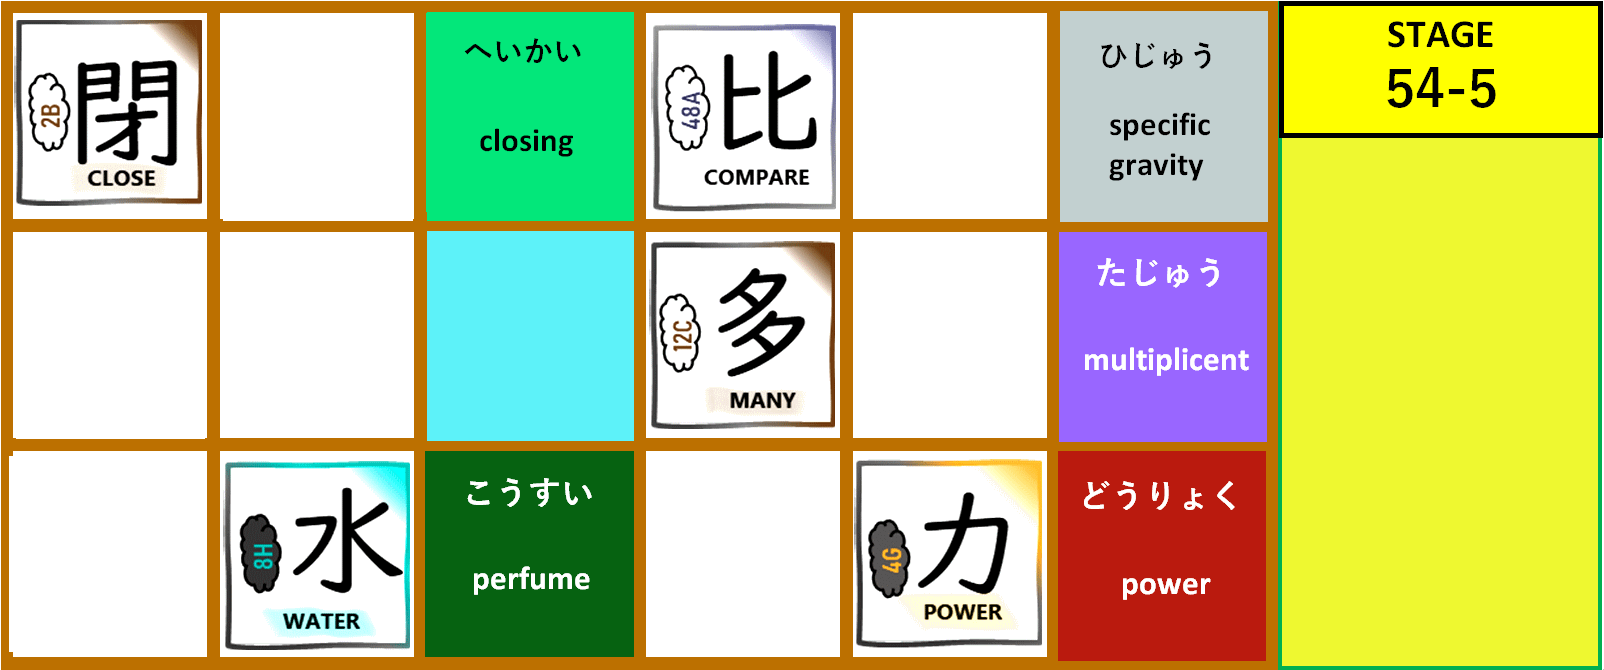 2B
閉
CLOSE
へいかい
closing
48A
比
COMPARE
ひじゅう
specific
gravity
STAGE
54-5
12C
多
MANY
たじゅう
multiplicent
8H
水
WATER
こうすい
perfume
4G
力
POWER
どうりょく
power